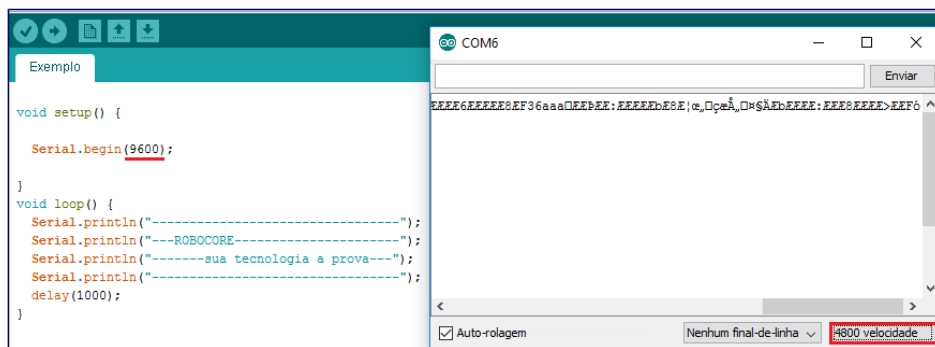 Exemplo
void setup() {
Serial.begin(9600);
}
void loop() {
Serial.println("----------------------------------");
Serial.println("---ROBOCORE-----------------------");
Serial.println("-------sua tecnologia a prova---");
Serial.println("----------------------------------");
delay(1000);
}
COM6
Enviar
Auto-rolagem
Nenhum final-de-linha
4800 velocidade